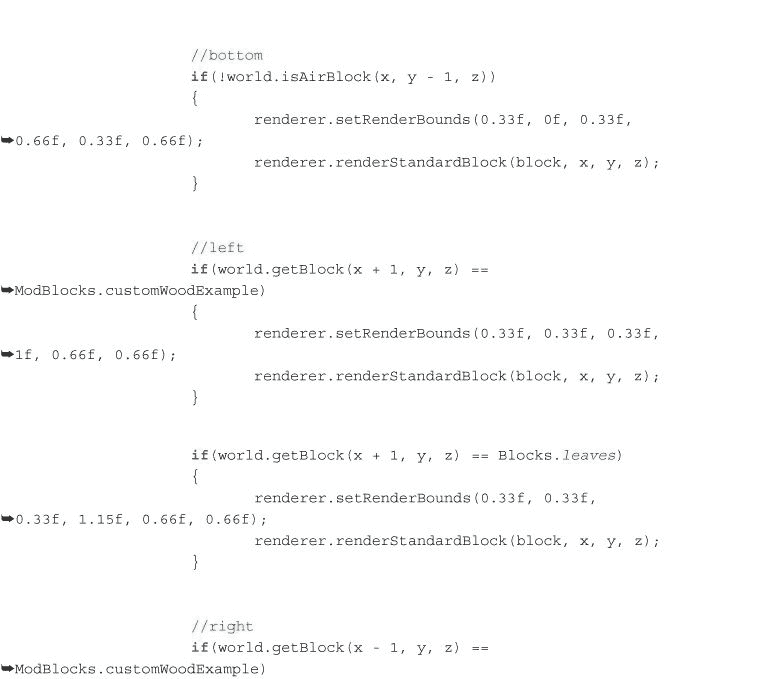 //bottom
if(!world.isAirBlock(x, y - 1, z))
{
renderer.setRenderBounds(0.33f, 0f, 0.33f,
➥0.66f, 0.33f, 0.66f);
renderer.renderStandardBlock(block, x, y, z);
}
//left
if(world.getBlock(x + 1, y, z) ==
➥ModBlocks.customWoodExample)
{
renderer.setRenderBounds(0.33f, 0.33f, 0.33f,
➥1f, 0.66f, 0.66f);
renderer.renderStandardBlock(block, x, y, z);
}
if(world.getBlock(x + 1, y, z) == Blocks.leaves)
{
renderer.setRenderBounds(0.33f, 0.33f,
➥0.33f, 1.15f, 0.66f, 0.66f);
renderer.renderStandardBlock(block, x, y, z);
}
//right
if(world.getBlock(x - 1, y, z) ==
➥ModBlocks.customWoodExample)